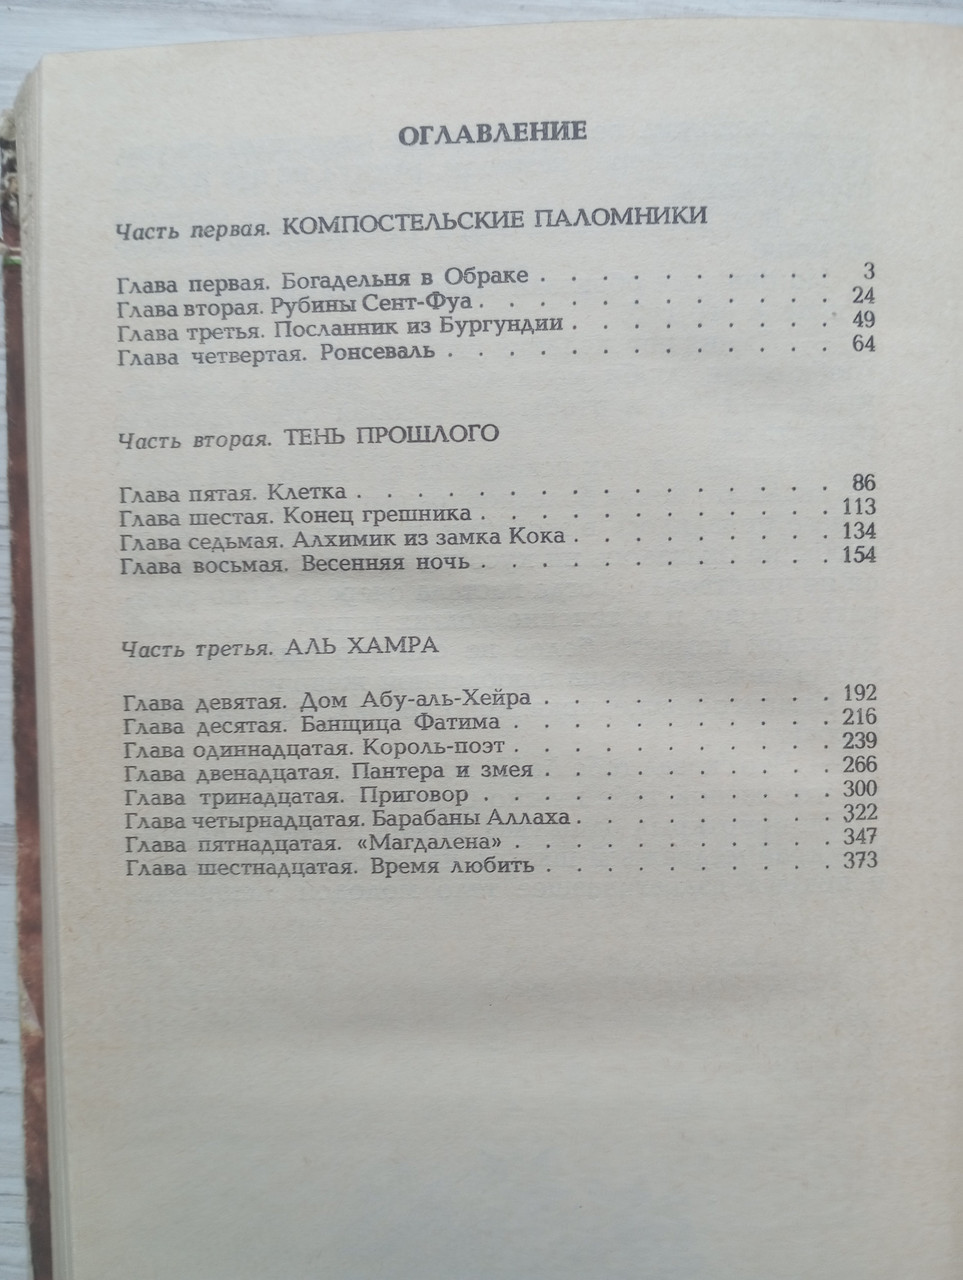 ОГЛАВЛЕНИЕ
Часть первая. КОМПОСТЕЛЬСКИЕ ПАЛОМНИКИ
Глава первая. Богадельня в Обраке . . . . . . . . . . 3
Глава вторая. Рубины Сент-Фуа . . . . . . . . . . . . 24
Глава третья. Посланник из Бургундии . . . . . . . . . 49
Глава четвертая. Ронсеваль . . . . . . . . . . . . . 64
Часть вторая. ТЕНЬ ПРОШЛОГО
Глава пятая. Клетка . . . . . . . . . . . . . . . . 86
Глава шестая. Конец грешника . . . . . . . . . . . . 113
Глава седьмая. Алхимик из замка Кока . . . . . . . . . 134
Глава восьмая. Весенняя ночь . . . . . . . . . . . . 154
Часть третья. АЛЬ ХАМРА
Глава девятая. Дом Абу-аль-Хейра . . . . . . . . . . 192
Глава десятая. Банщица Фатима . . . . . . . . . . . 216
Глава одиннадцатая. Король-поэт . . . . . . . . . . . 239
Глава двенадцатая. Пантера и змея . . . . . . . . . . 266
Глава тринадцатая. Приговор . . . . . . . . . . . . 300
Глава четырнадцатая. Барабаны Аллаха . . . . . . . . . 322
Глава пятнадцатая. «Магдалена» . . . . . . . . . . . 347
Глава шестнадцатая. Время любить . . . . . . . . . . 373